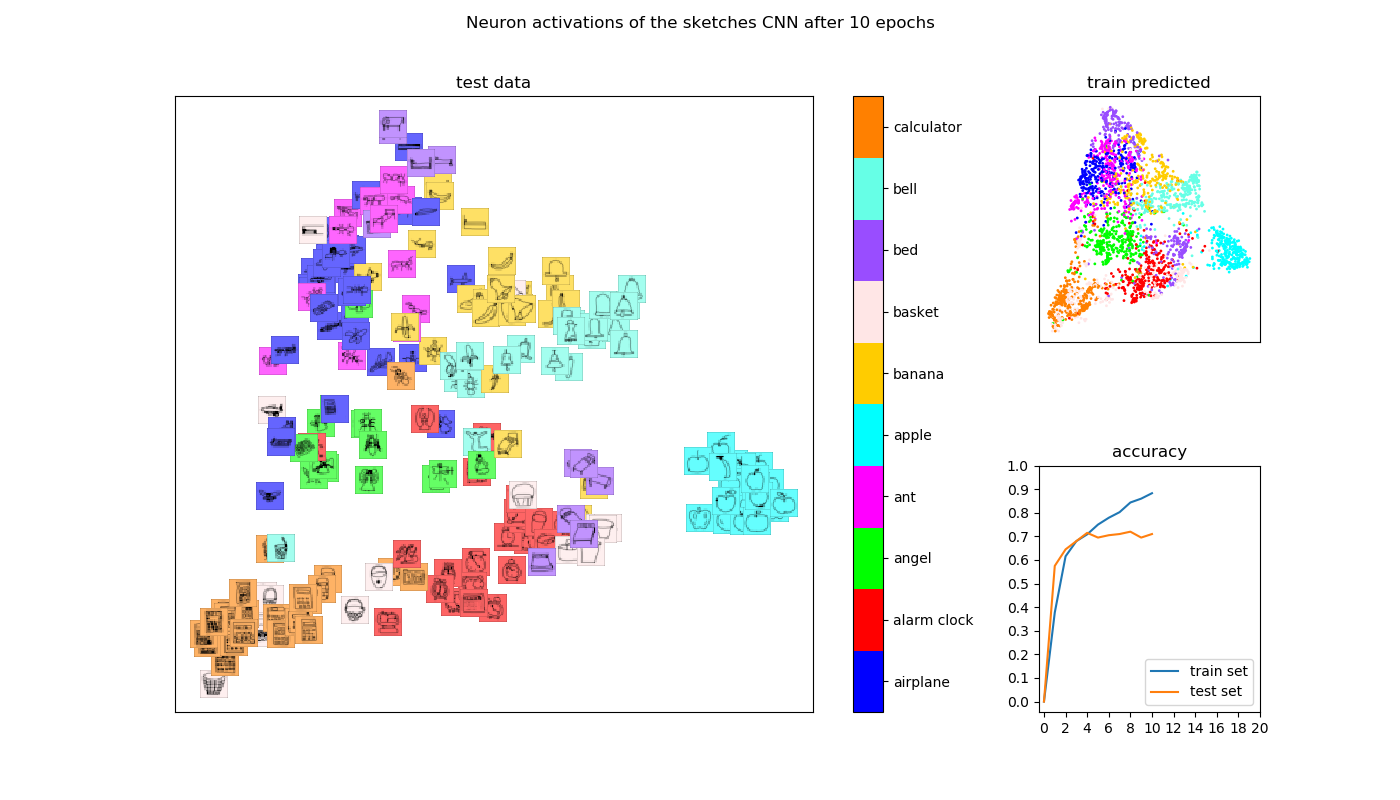 Neuron activations of the sketches CNN after 10 epochs
test data
calculator
bell
bed
basket
banana
apple
ant
angel
alarm clock
airplane
train predicted
accuracy
1.0
0.9
0.8
0.7
0.6
0.5
0.4
0.3
0.2
0.1
0.0
train set
test set
0 2 4 6 8 10 12 14 16 18 20